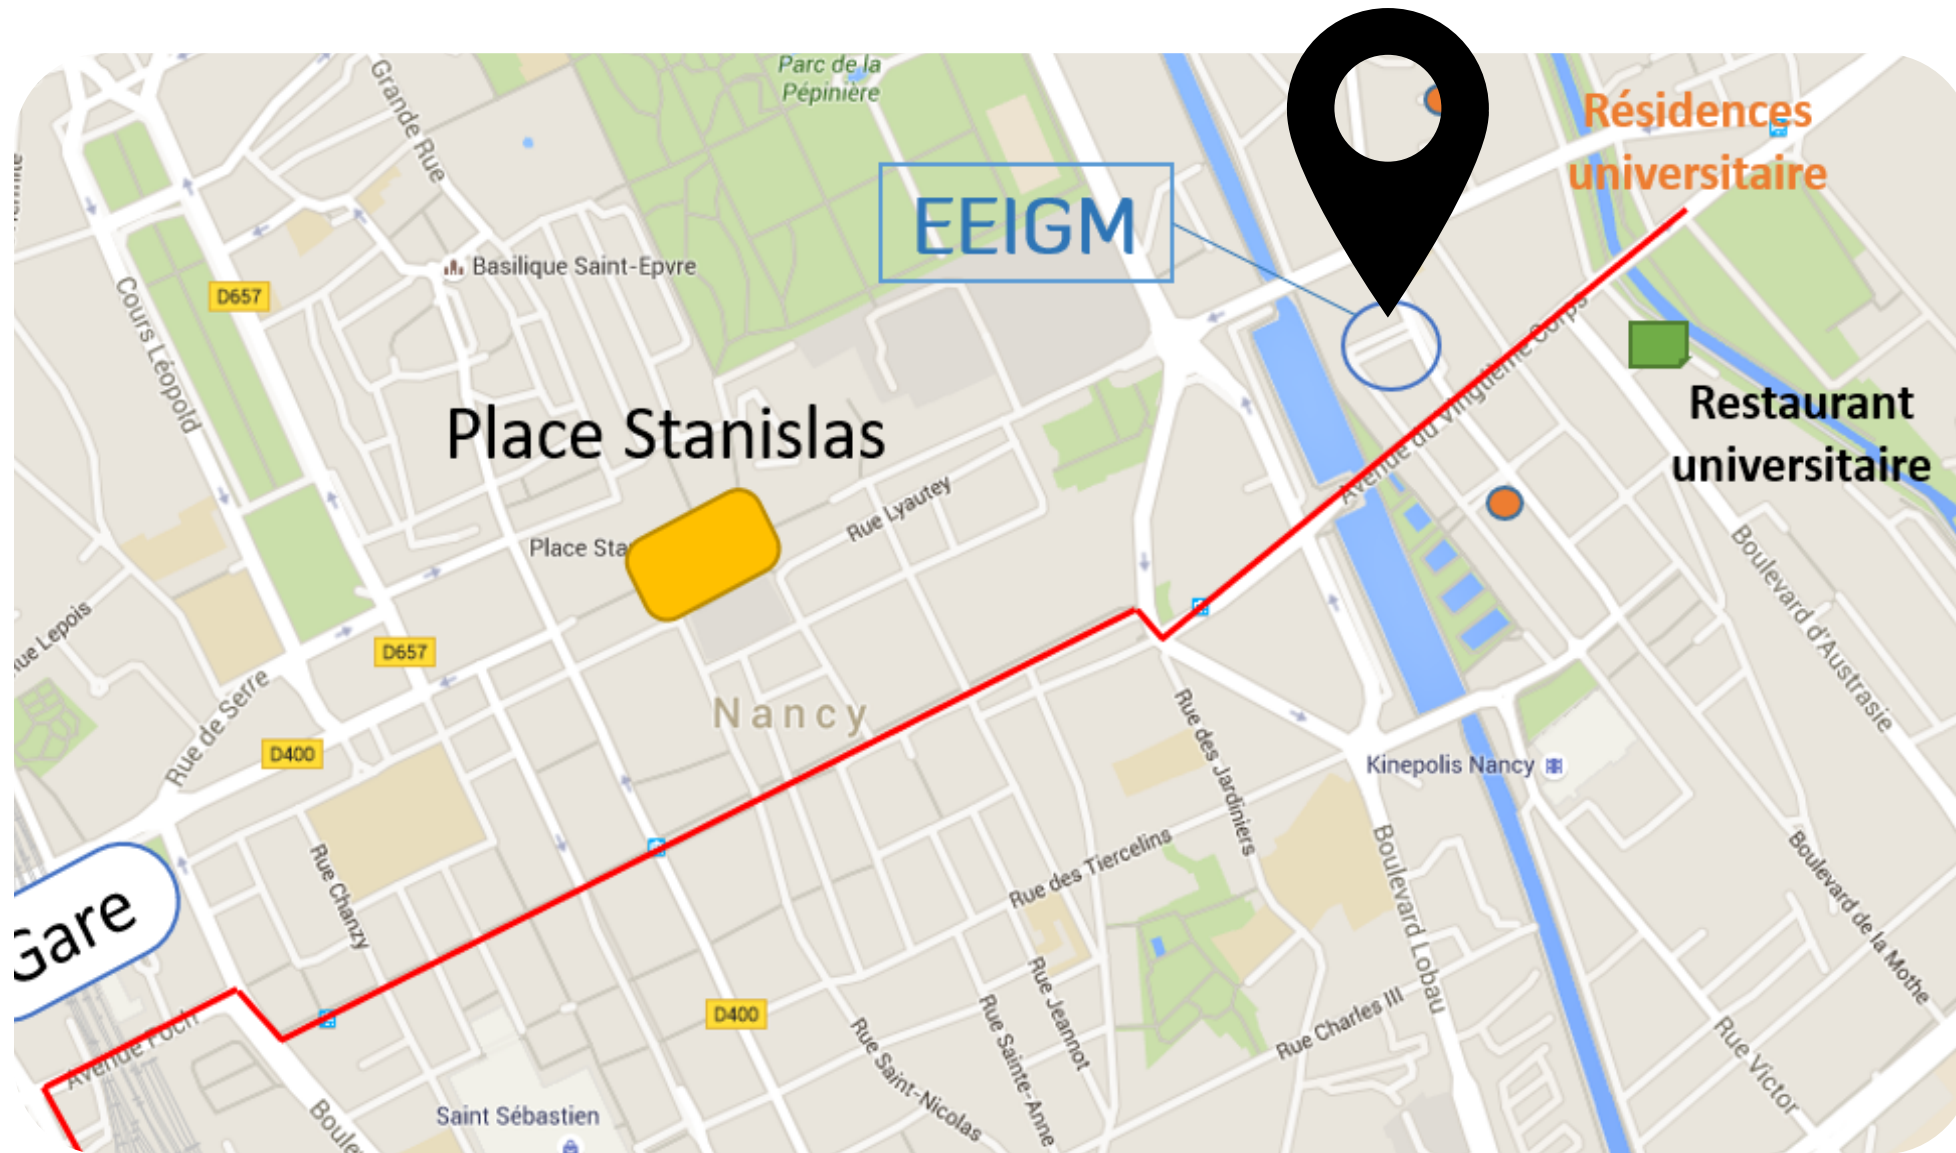 Parc de la
Pépinière
Grande Rue
Résidences
universitaire
EEIGM
Basilique Saint-Epvre
D657
Cours Léopold
Avenue du Vingtième Corps
Restaurant
universitaire
Place Stanislas
Rue Lyautey
Place Sta
Boulevard d'Austrasie
Rue Lepois
D657
Rue de Serre
Nancy
Rue des Jardiniers
D400
Kinepolis Nancy
Rue Chanzy
Rue des Tiercelins
Boulevard Lobau
Boulevard de la Mothe
Gare
Avenue Foch
D400
Rue Jeannot
Rue Sainte-Anne
Rue Saint-Nicolas
Rue Charles III
Rue Victor
Saint Sébastien
Boule